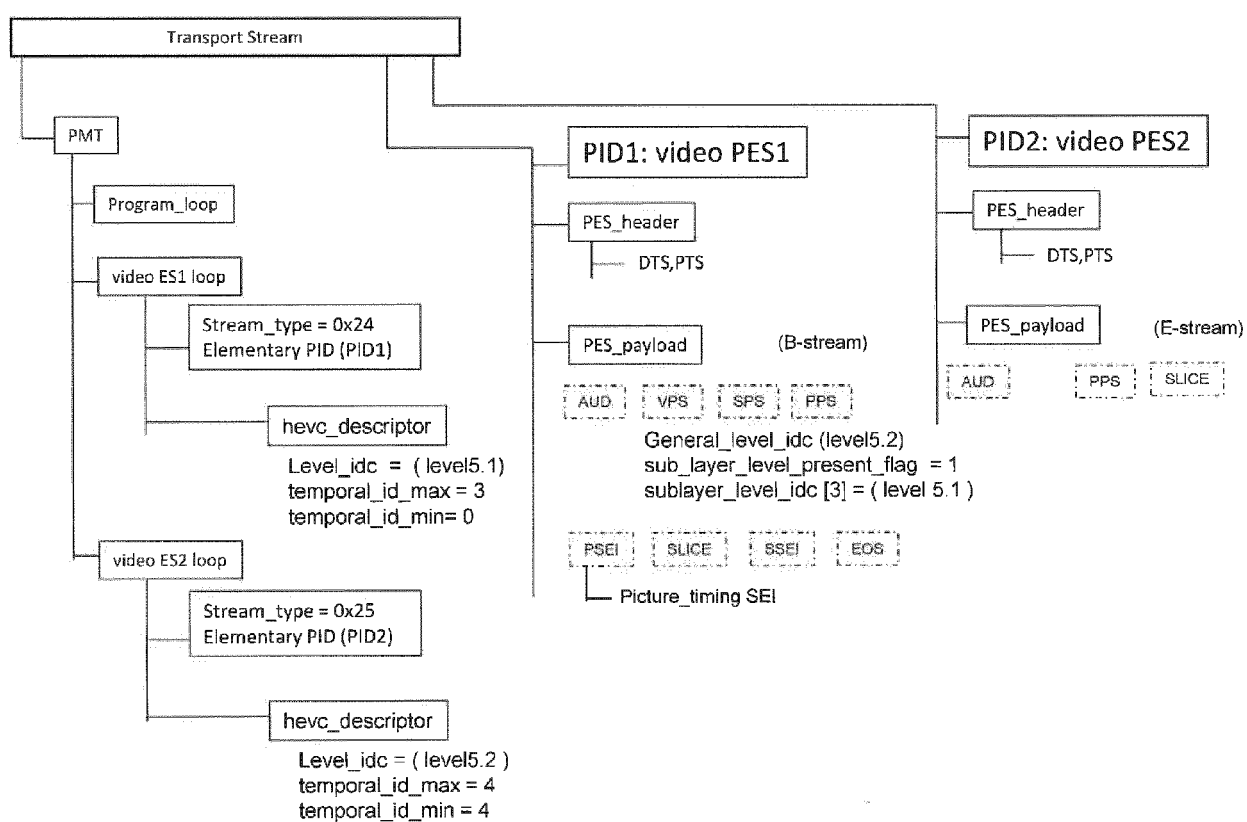 Transport Stream
PMT
Program_loop
video ES1 loop
Stream_type = 0x24
Elementary PID (PID1)
hevc_descriptor
Level_idc = ( level5.1)
temporal_id_max = 3
temporal_id_min= 0
video ES2 loop
Stream_type = 0x25
Elementary PID (PID2)
hevc_descriptor
Level_idc = ( level5.2 )
temporal_id_max = 4
temporal_id_min = 4
PID1: video PES1
PES_header
DTS,PTS
PES_payload
(B-stream)
AUD VPS SPS PPS
General_level_idc (level5.2)
sub_layer_level_present_flag = 1
sublayer_level_idc [3] = ( level 5.1 )
PSEI SLICE SSEI EOS
Picture_timing SEI
PID2: video PES2
PES_header
DTS,PTS
PES_payload
(E-stream)
AUD PPS SLICE